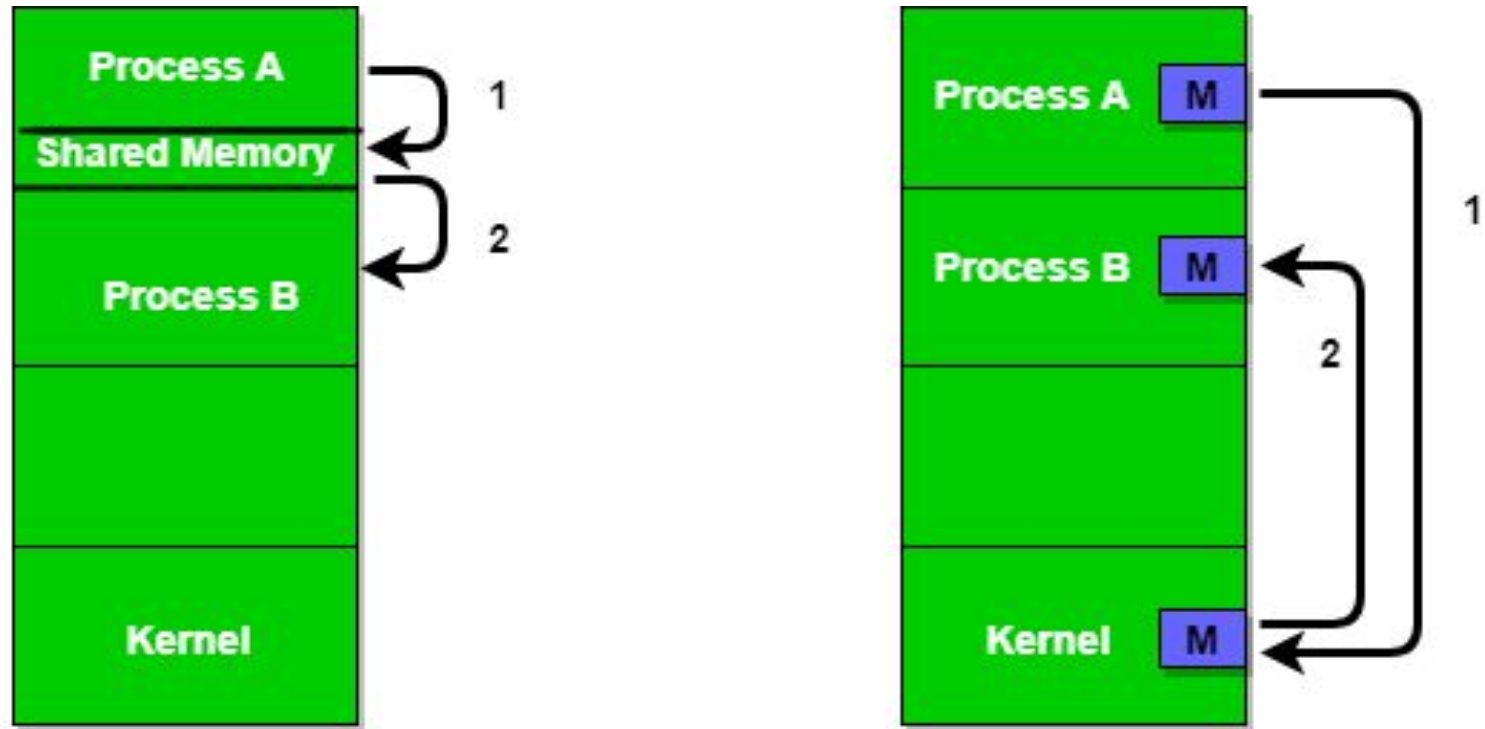 Process A
1
Shared Memory
2
Process B
Kernel
Process A M
1
Process B M
2
Kernel M